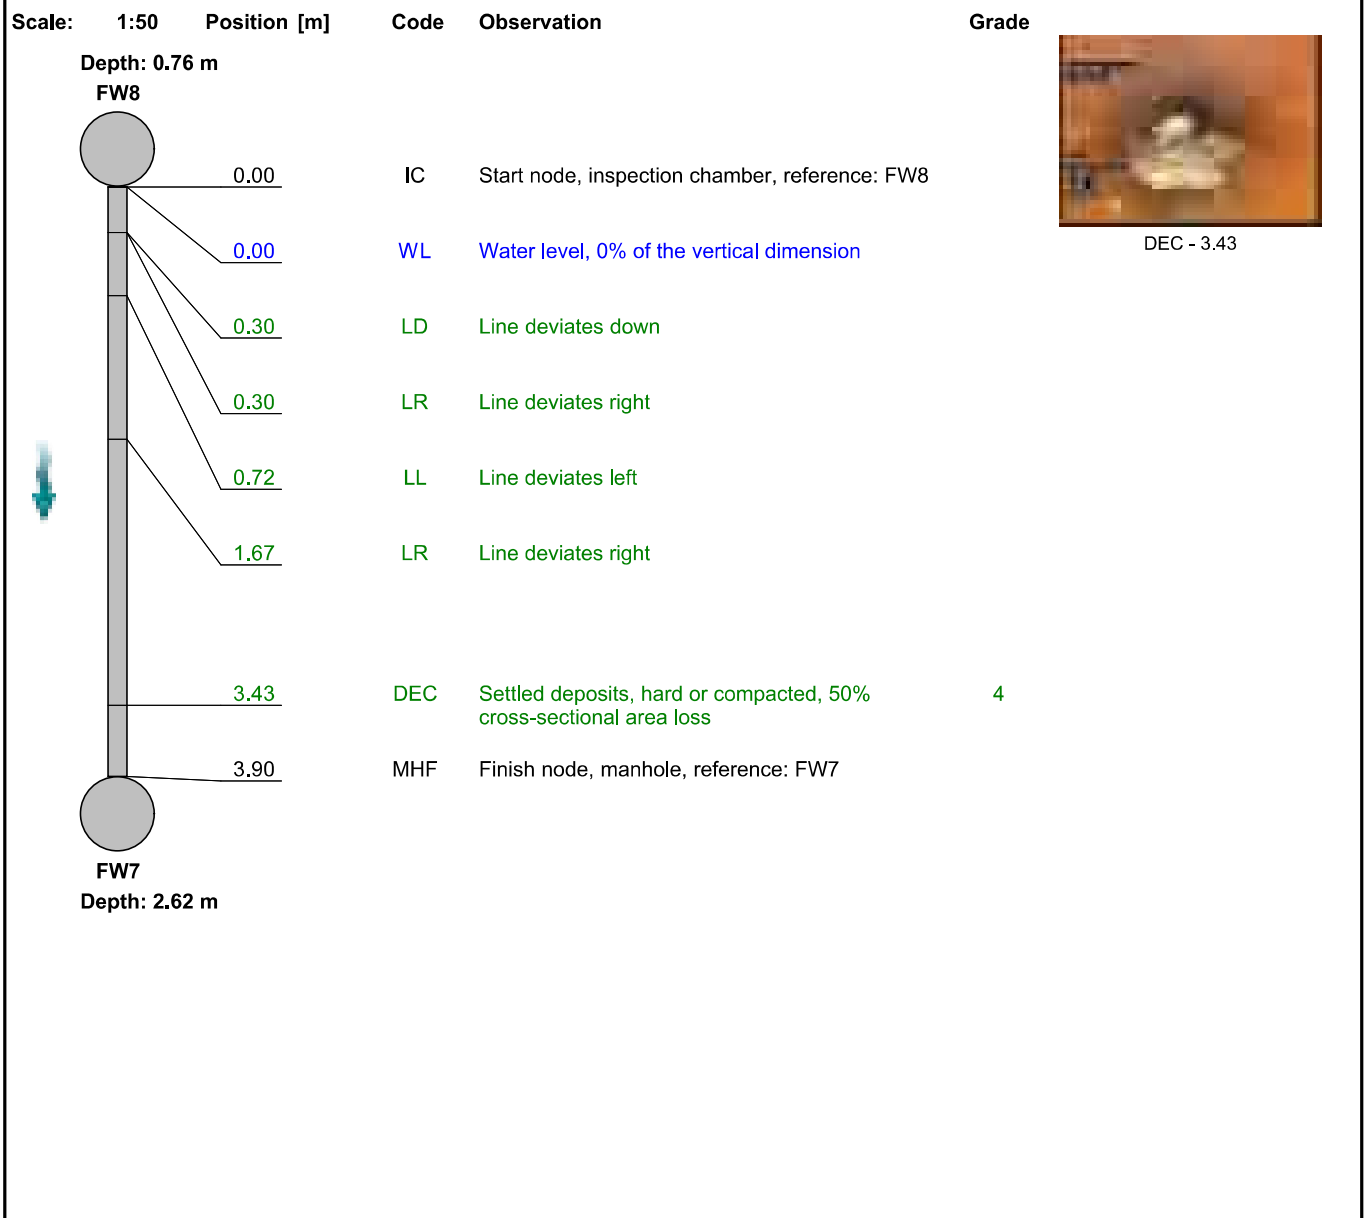 Scale: 1:50 Position [m] Code Observation Grade
Depth: 0.76 m
FW8
0.00 IC Start node, inspection chamber, reference: FW8
0.00 WL Water level, 0% of the vertical dimension
DEC - 3.43
0.30 LD Line deviates down
0.30 LR Line deviates right
0.72 LL Line deviates left
1.67 LR Line deviates right
3.43 DEC Settled deposits, hard or compacted, 50% 4
cross-sectional area loss
3.90 MHF Finish node, manhole, reference: FW7
FW7
Depth: 2.62 m